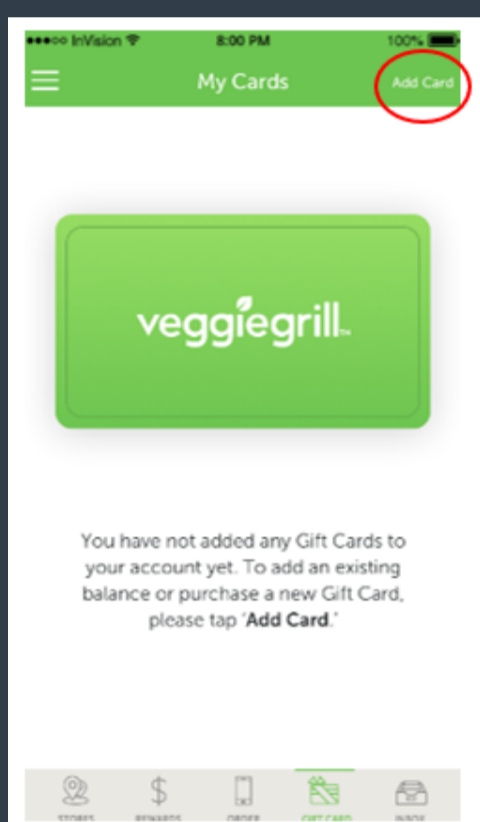 InVision 8:00 PM 100%
My Cards Add Card
veggiegrill™
You have not added any Gift Cards to
your account yet. To add an existing
balance or purchase a new Gift Card,
please tap ‘Add Card.’
STORES REWARDS ORDER GIFT CARD INBOX